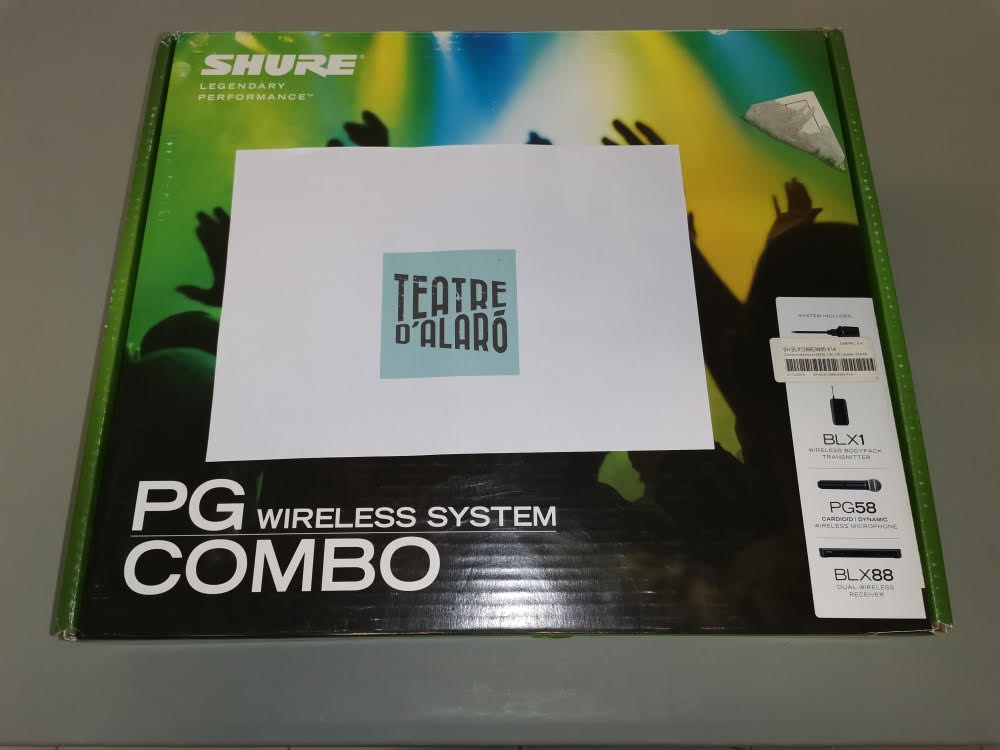 SHURE®
LEGENDARY
PERFORMANCE™
TEATRE
D'ALARÓ
SYSTEM INCLUDES:
BLX1
WIRELESS BODYPACK
TRANSMITTER
PG58
CARDIOID / DYNAMIC
WIRELESS MICROPHONE
BLX88
DUAL WIRELESS
RECEIVER
PG WIRELESS SYSTEM
COMBO